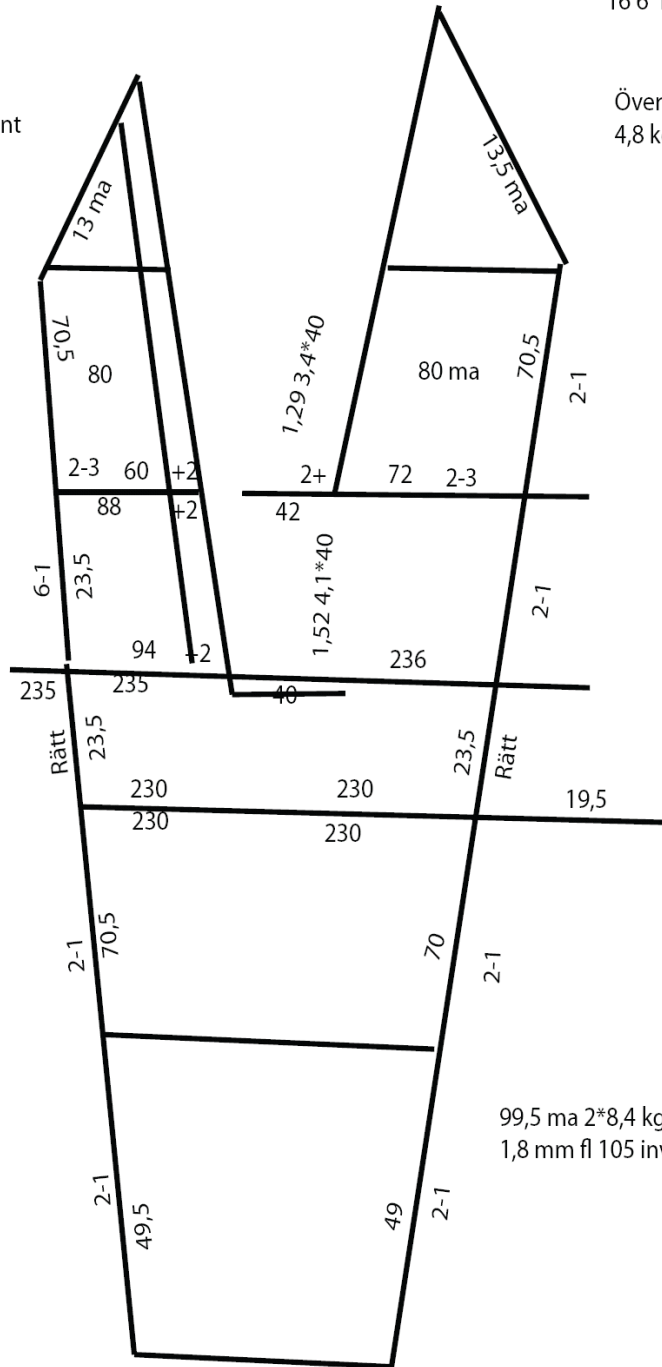 16 6
Över
nt
4,8 k
13 ma
13,5 ma
70,5
80
1,29 3,4*40
80 ma
70,5
2-1
2-3 60 +2
2+ 72 2-3
88 +2
42
6-1
23,5
1,52 4,1*40
2-1
94 +2
236
235 235
40
Rätt
23,5
23,5
Rätt
230 230 19,5
230 230
2-1
70,5
70
2-1
99,5 ma 2*8,4 kg
1,8 mm fl 105 inv
2-1
49,5
49
2-1